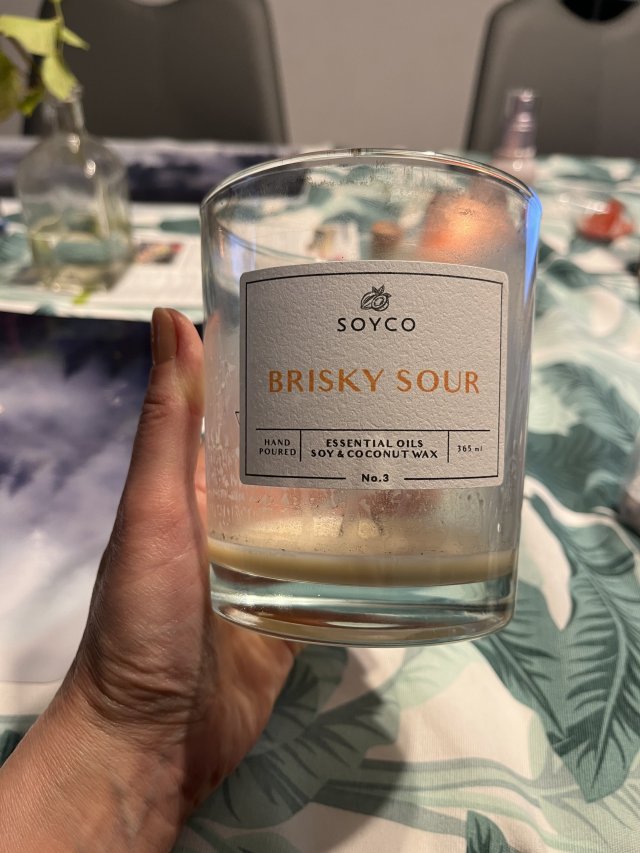 SOYCO
BRISKY SOUR
HAND
POURED
ESSENTIAL OILS
SOY & COCONUT WAX
365 ml
No.3